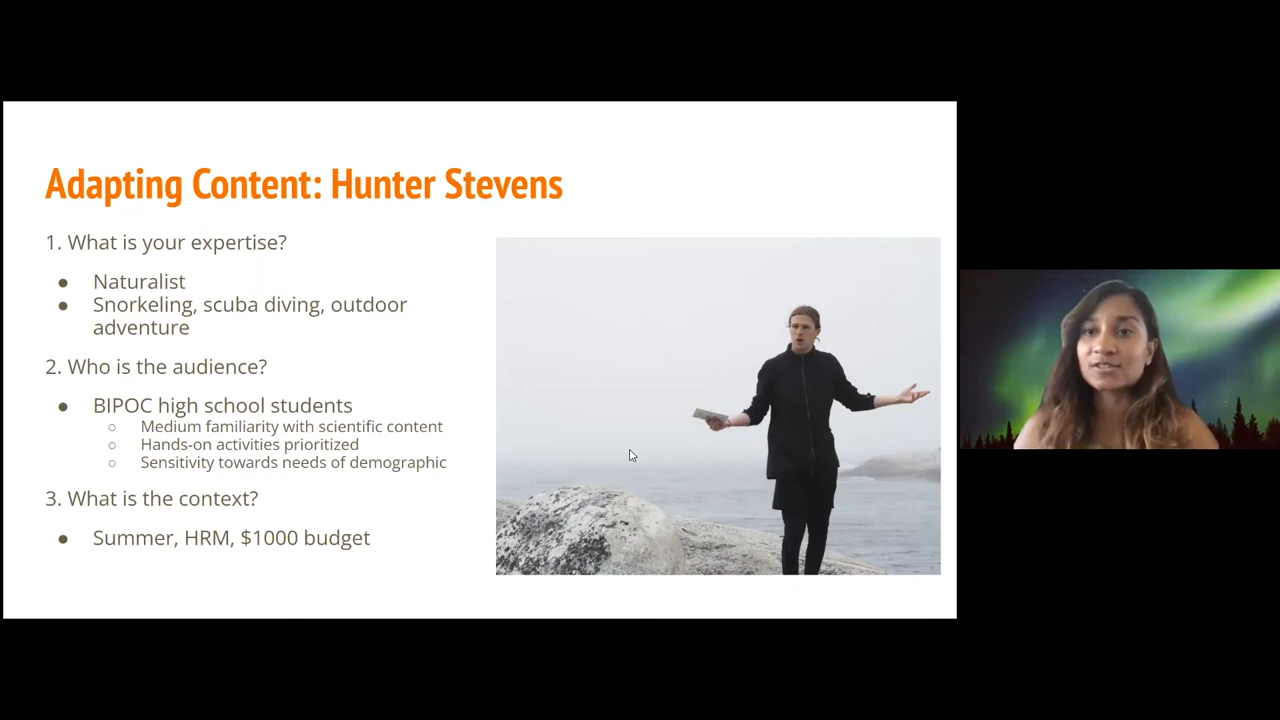 Adapting Content: Hunter Stevens
1. What is your expertise?
● Naturalist
● Snorkeling, scuba diving, outdoor
adventure
2. Who is the audience?
● BIPOC high school students
○ Medium familiarity with scientific content
○ Hands-on activities prioritized
○ Sensitivity towards needs of demographic
3. What is the context?
● Summer, HRM, $1000 budget